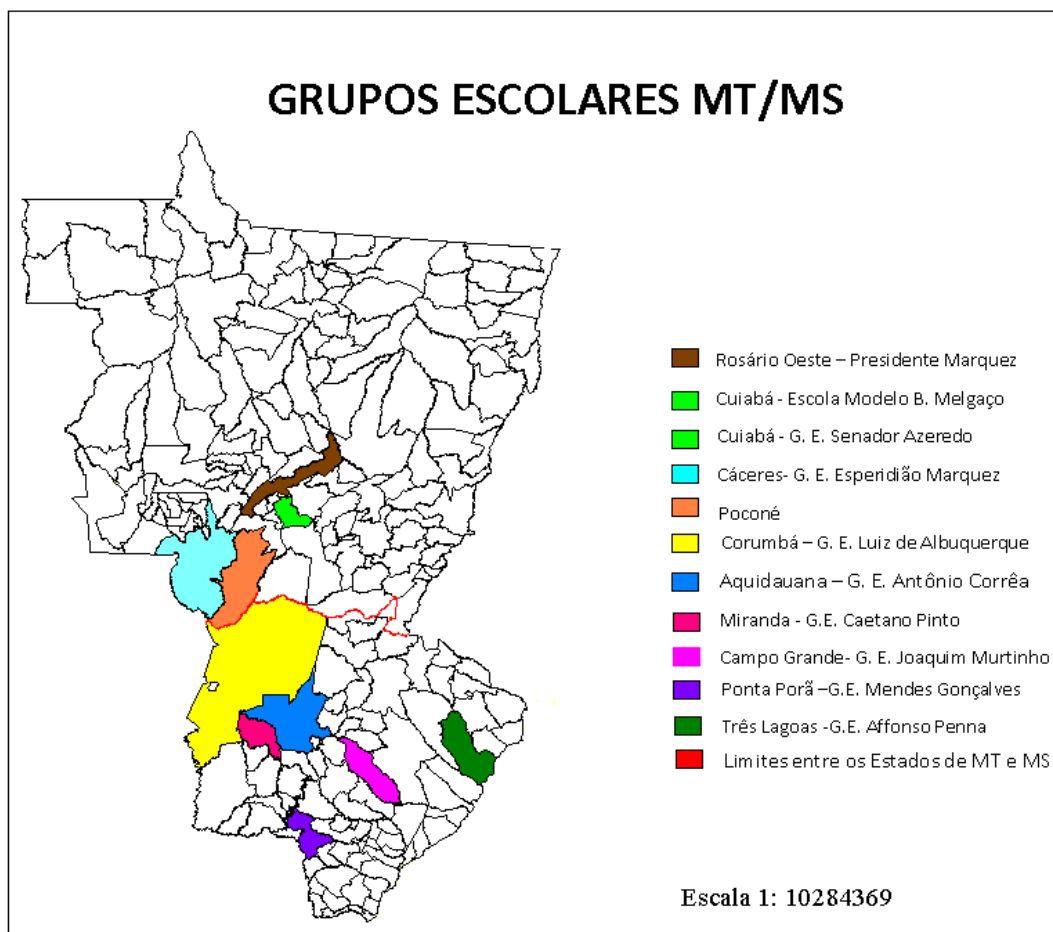 GRUPOS ESCOLARES MT/MS
Rosário Oeste – Presidente Marquez
Cuiabá - Escola Modelo B. Melgaço
Cuiabá - G. E. Senador Azeredo
Cáceres- G. E. Esperidião Marquez
Poconé
Corumbá – G. E. Luiz de Albuquerque
Aquidauana – G. E. Antônio Corrêa
Miranda - G.E. Caetano Pinto
Campo Grande- G. E. Joaquim Murtinho
Ponta Porã –G.E. Mendes Gonçalves
Três Lagoas -G.E. Affonso Penna
Limites entre os Estados de MT e MS
Escala 1: 10284369